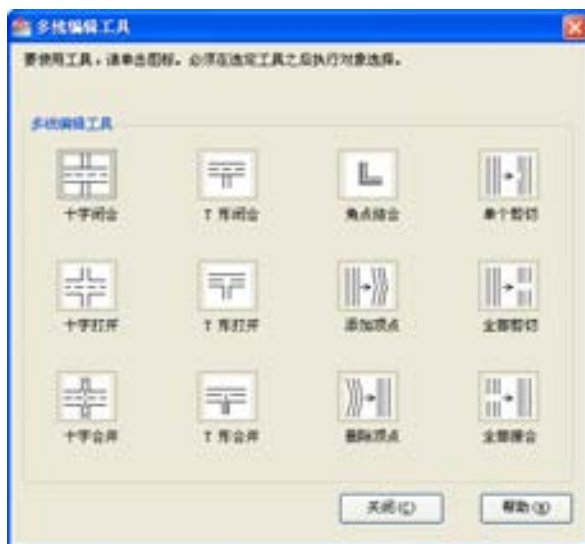 多线编辑工具
要使用工具，请单击图标。必须在选定工具之后执行对象选择。
多线编辑工具
十字闭合 T 形闭合 角点结合 单个剪切
十字打开 T 形打开 添加顶点 全部剪切
十字合并 T 形合并 删除顶点 全部接合
关闭(C) 帮助(H)